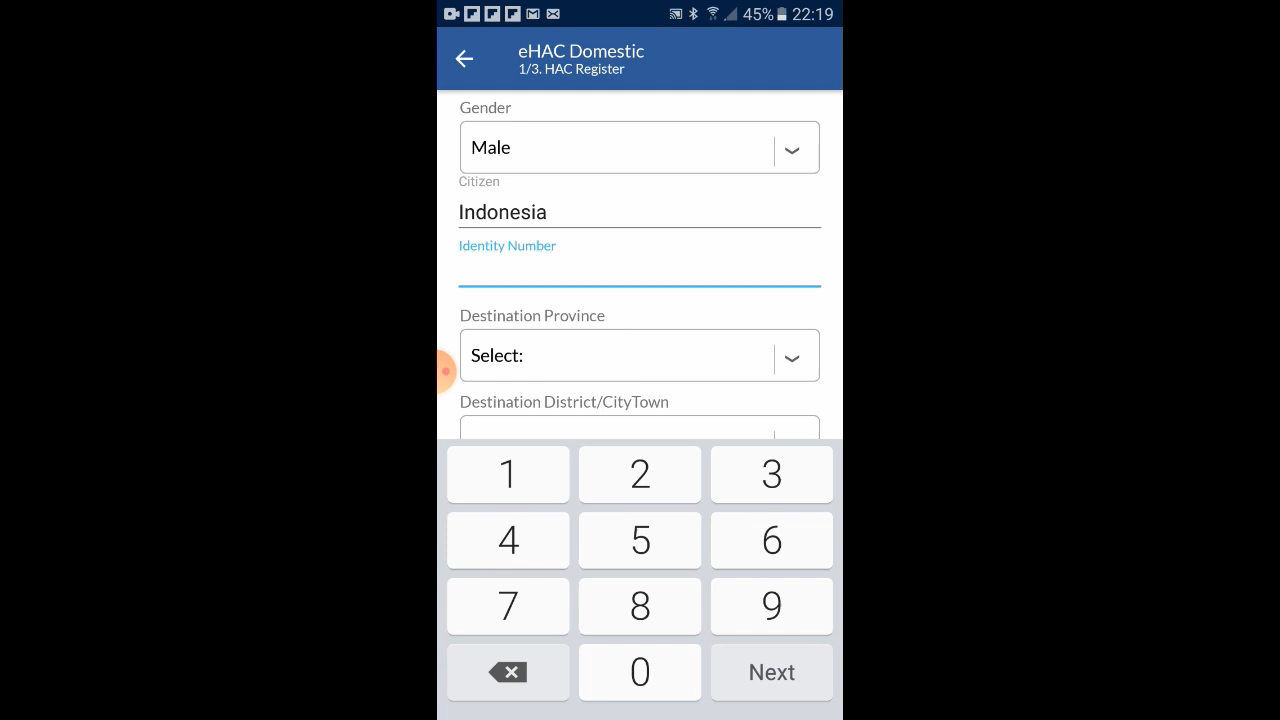 45% 22:19
eHAC Domestic
1/3. HAC Register
Gender
Male
Citizen
Indonesia
Identity Number
Destination Province
Select:
Destination District/CityTown
1 2 3
4 5 6
7 8 9
0 Next